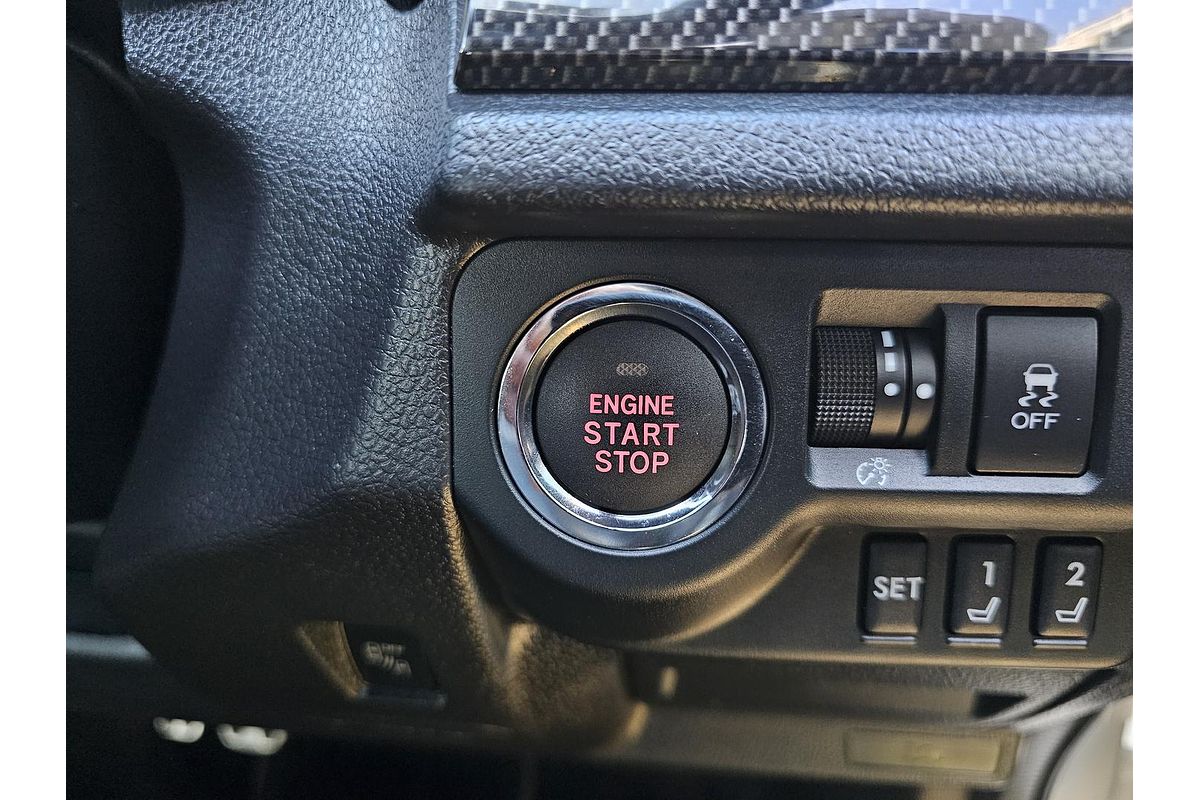 ENGINE
START
STOP
OFF
SET
1
2